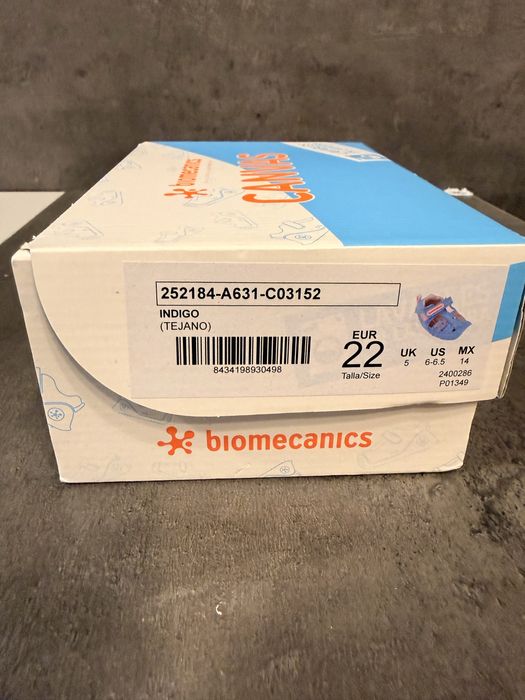 biomecanics
CANVAS
252184-A631-C03152
INDIGO
(TEJANO)
8434198930498
EUR
22
Talla/Size
UK US MX
5 6-6.5 14
2400286
P01349
biomecanics